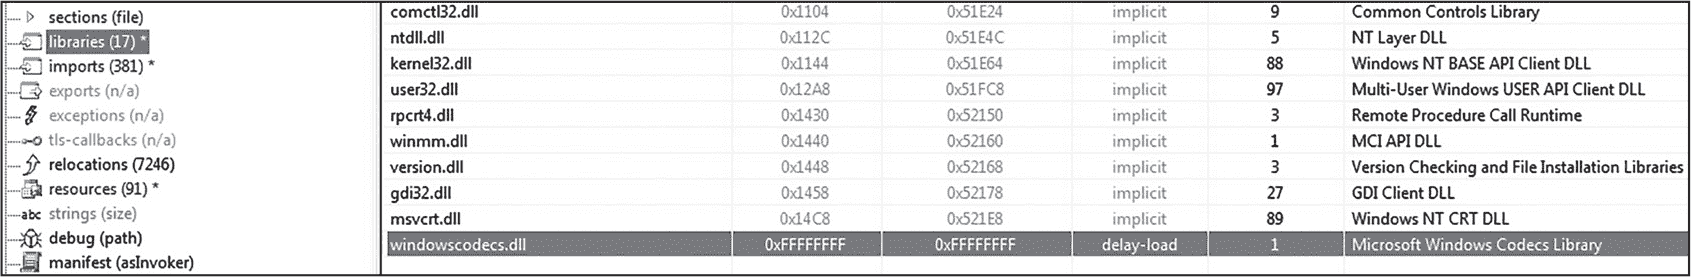 sections (file)
libraries (17) *
imports (381) *
exports (n/a)
exceptions (n/a)
tls-callbacks (n/a)
relocations (7246)
resources (91) *
abc strings (size)
debug (path)
manifest (asInvoker)
comctl32.dll 0x1104 0x51E24 implicit 9 Common Controls Library
ntdll.dll 0x112C 0x51E4C implicit 5 NT Layer DLL
kernel32.dll 0x1144 0x51E64 implicit 88 Windows NT BASE API Client DLL
user32.dll 0x12A8 0x51FC8 implicit 97 Multi-User Windows USER API Client DLL
rpcrt4.dll 0x1430 0x52150 implicit 3 Remote Procedure Call Runtime
winmm.dll 0x1440 0x52160 implicit 1 MCI API DLL
version.dll 0x1448 0x52168 implicit 3 Version Checking and File Installation Libraries
gdi32.dll 0x1458 0x52178 implicit 27 GDI Client DLL
msvcrt.dll 0x14C8 0x521E8 implicit 89 Windows NT CRT DLL
windowscodecs.dll 0xFFFFFFFF 0xFFFFFFFF delay-load 1 Microsoft Windows Codecs Library